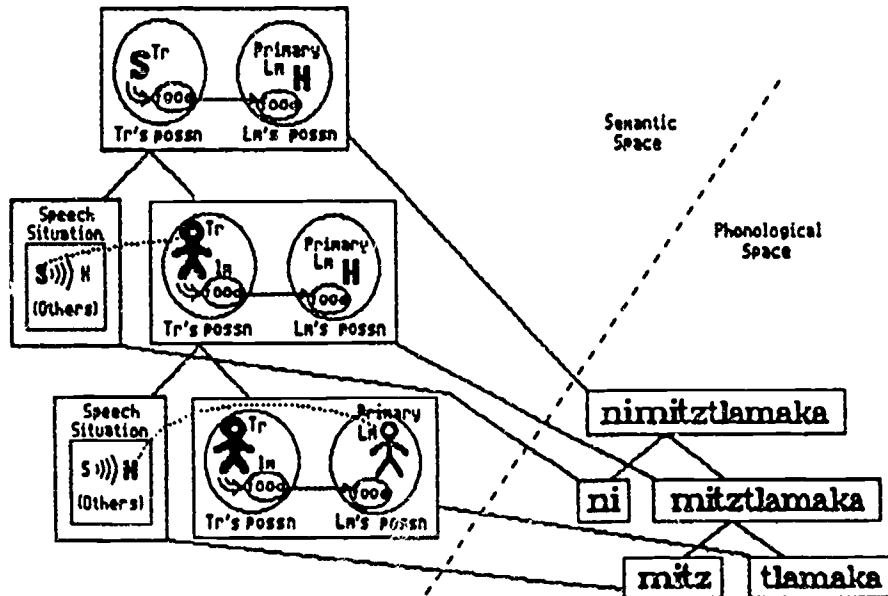 S Tr
Primary
Lm H
food
food
Tr's possn
Lm's possn
Semantic
Space
Phonological
Space
Speech
Situation
S H
(Others)
Tr
lm
food
Primary
Lm H
food
Tr's possn
Lm's possn
Speech
Situation
S H
(Others)
Tr
lm
food
Primary
LM
food
Tr's possn
Lm's possn
nimitztlamaka
ni
mitztlamaka
mitz
tlamaka